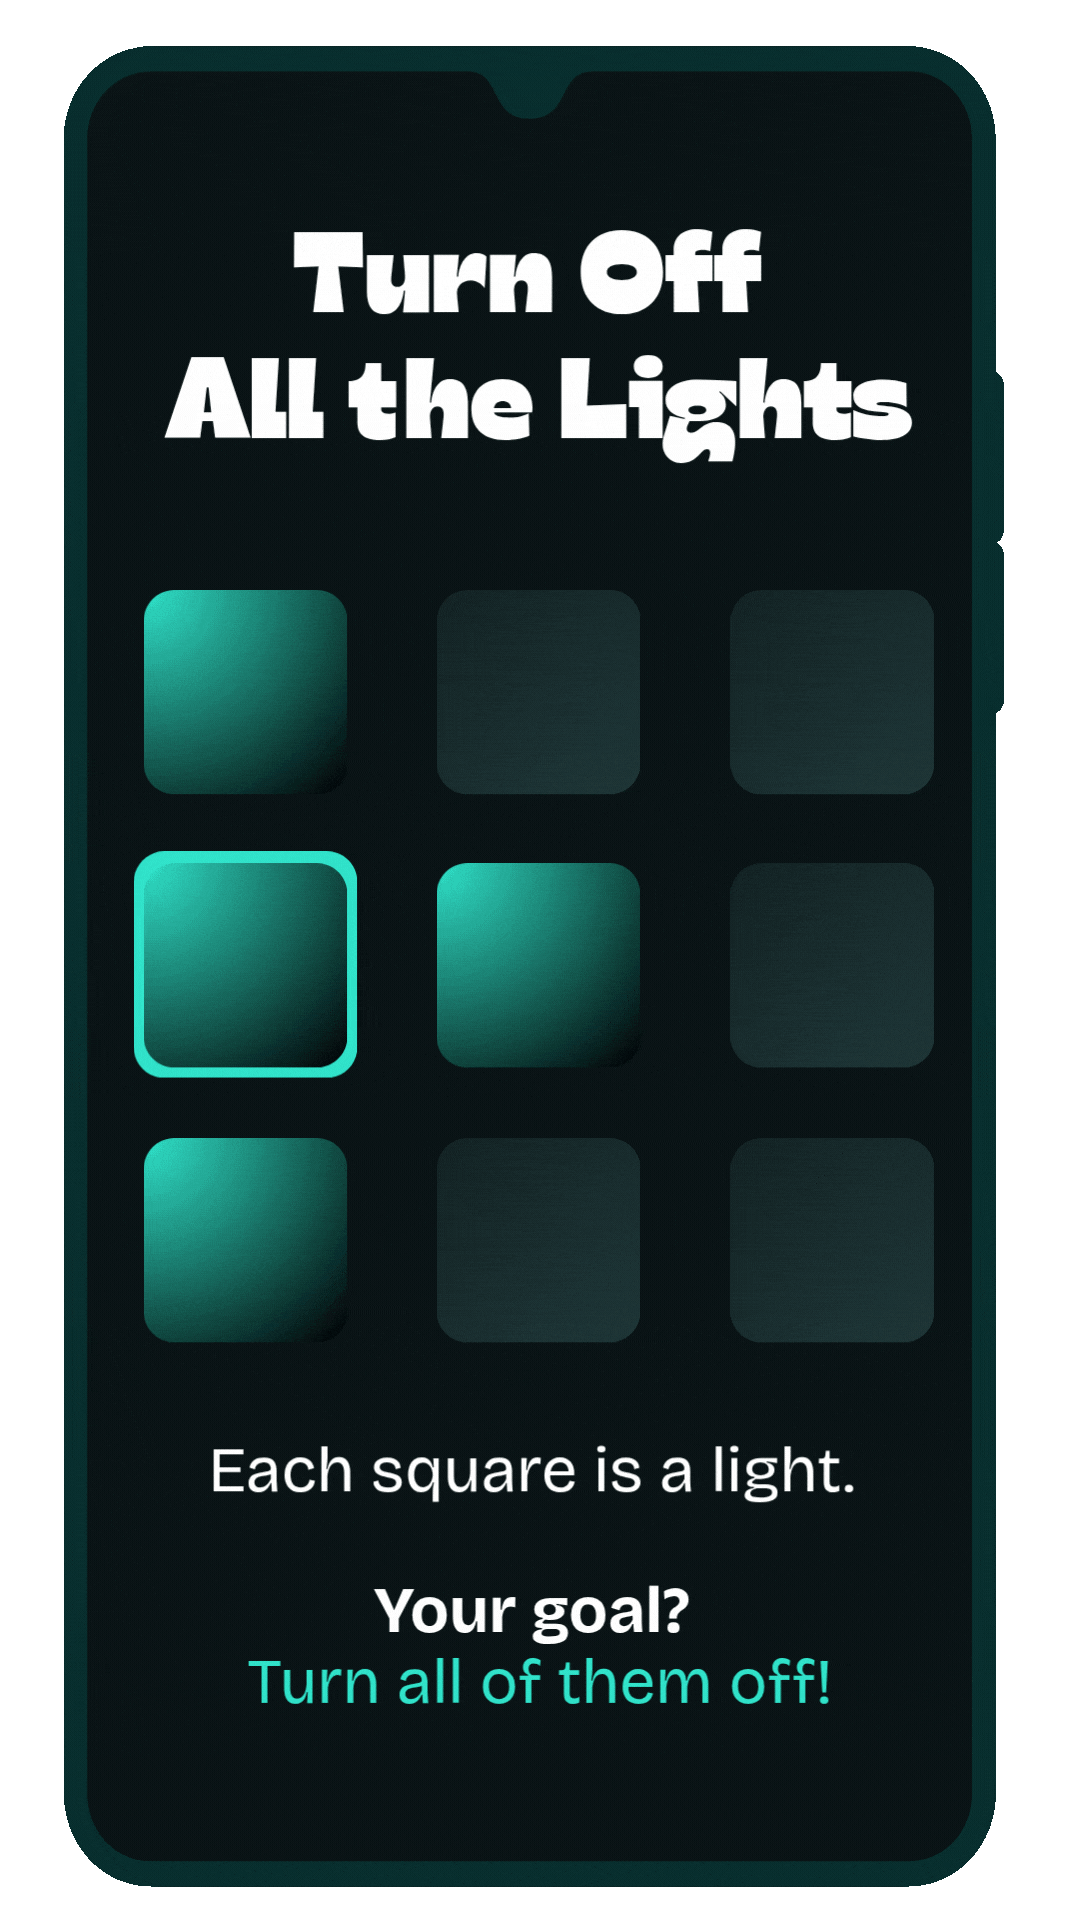 Turn Off
All the Lights
Each square is a light.
Your goal?
Turn all of them off!